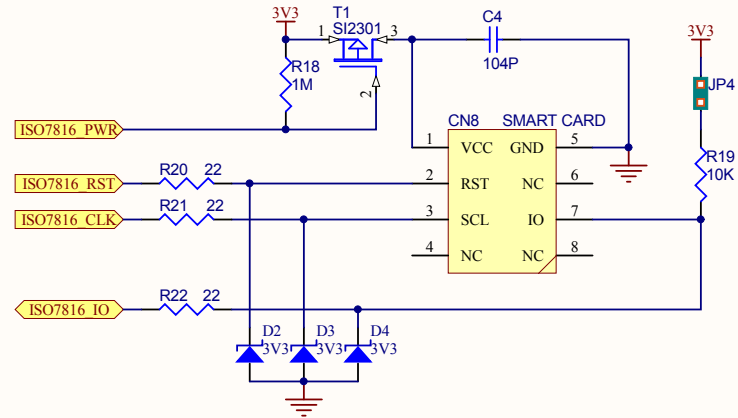 T1
3V3
SI2301
C4
3V3
1
3
104P
R18
1M
2
JP4
ISO7816_PWR
CN8
SMART CARD
1
VCC
GND
5
R19
10K
ISO7816_RST
R20
22
2
RST
NC
6
ISO7816_CLK
R21
22
3
SCL
IO
7
4
NC
NC
8
ISO7816_IO
R22
22
D2
3V3
D3
3V3
D4
3V3